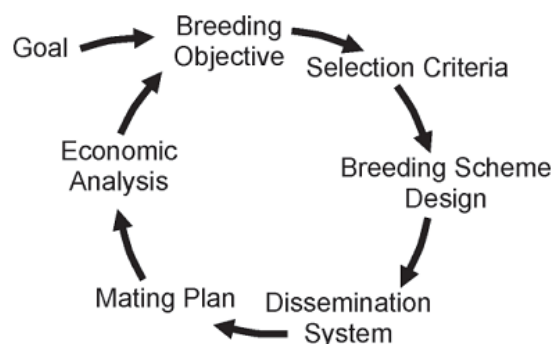 Goal
Breeding
Objective
Selection Criteria
Breeding Scheme
Design
Dissemination
System
Mating Plan
Economic
Analysis